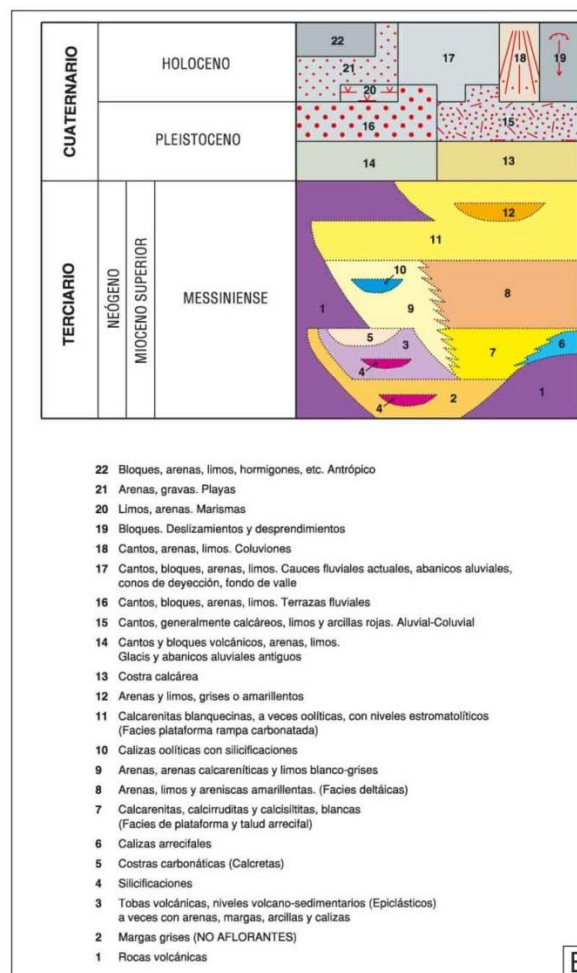 CUATERNARIO
HOLOCENO
PLEISTOCENO
TERCIARIO
NEÓGENO
MIOCENO SUPERIOR
MESSINIENSE
22
21
20
17
18
19
16
15
14
13
12
11
10
9
8
1
5
3
4
7
6
4
2
1
22 Bloques, arenas, limos, hormigones, etc. Antrópico
21 Arenas, gravas. Playas
20 Limos, arenas. Marismas
19 Bloques. Deslizamientos y desprendimientos
18 Cantos, arenas, limos. Coluviones
17 Cantos, bloques, arenas, limos. Cauces fluviales actuales, abanicos aluviales,
conos de deyección, fondo de valle
16 Cantos, bloques, arenas, limos. Terrazas fluviales
15 Cantos, generalmente calcáreos, limos y arcillas rojas. Aluvial-Coluvial
14 Cantos y bloques volcánicos, arenas, limos.
Glacis y abanicos aluviales antiguos
13 Costra calcárea
12 Arenas y limos, grises o amarillentos
11 Calcarenitas blanquecinas, a veces oolíticas, con niveles estromatolíticos
(Facies plataforma rampa carbonatada)
10 Calizas oolíticas con silicificaciones
9 Arenas, arenas calcareníticas y limos blanco-grises
8 Arenas, limos y areniscas amarillentas. (Facies deltáicas)
7 Calcarenitas, calcirruditas y calcisiltitas, blancas
(Facies de plataforma y talud arrecifal)
6 Calizas arrecifales
5 Costras carbonáticas (Calcretas)
4 Silicificaciones
3 Tobas volcánicas, niveles volcano-sedimentarios (Epiclásticos)
a veces con arenas, margas, arcillas y calizas
2 Margas grises (NO AFLORANTES)
1 Rocas volcánicas
E